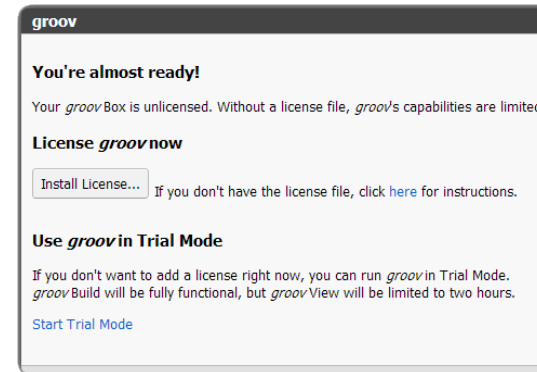 groov
You're almost ready!
Your groov Box is unlicensed. Without a license file, groov's capabilities are limited
License groov now
Install License... If you don't have the license file, click here for instructions.
Use groov in Trial Mode
If you don't want to add a license right now, you can run groov in Trial Mode.
groov Build will be fully functional, but groov View will be limited to two hours.
Start Trial Mode